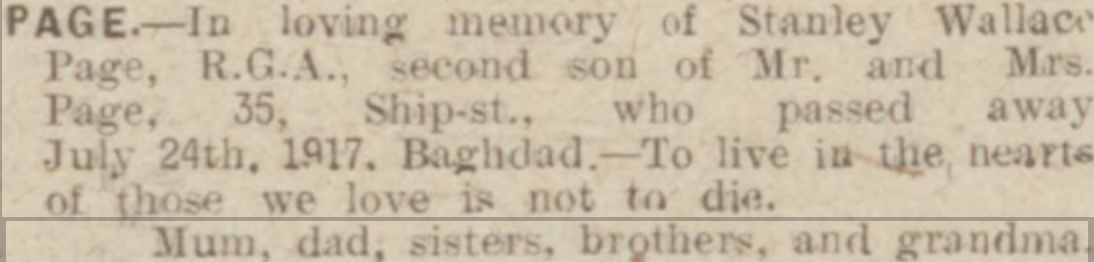 PAGE.—In loving memory of Stanley Wallace
Page, R.G.A., second son of Mr. and Mrs.
Page, 35, Ship-st., who passed away
July 24th, 1917, Baghdad.—To live in the hearts
of those we love is not to die.
Mum, dad, sisters, brothers, and grandma.